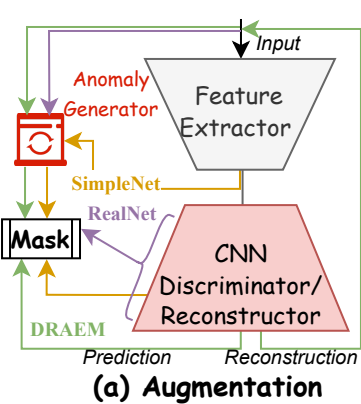 Input
Anomaly
Generator
Feature
Extractor
SimpleNet
RealNet
Mask
CNN
Discriminator/
Reconstructor
DRAEM
Prediction
Reconstruction
(a) Augmentation